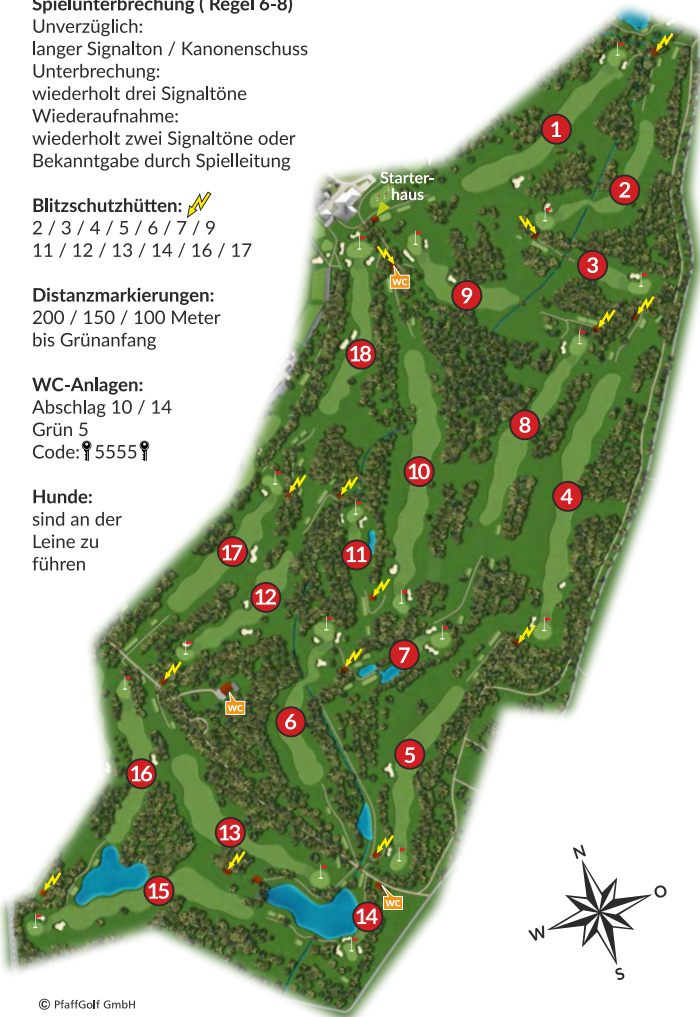 Spielunterbrechung ( Regel 6-8)
Unverzüglich:
langer Signalton / Kanonenschuss
Unterbrechung:
wiederholt drei Signaltöne
Wiederaufnahme:
wiederholt zwei Signaltöne oder
Bekanntgabe durch Spielleitung
Blitzschutzhütten:
2 / 3 / 4 / 5 / 6 / 7 / 9
11 / 12 / 13 / 14 / 16 / 17
Distanzmarkierungen:
200 / 150 / 100 Meter
bis Grünanfang
WC-Anlagen:
Abschlag 10 / 14
Grün 5
Code: 5555
Hunde:
sind an der
Leine zu
führen
Starter-
haus
1
2
3
WC
9
18
8
10
4
17
11
12
7
WC
6
5
16
13
15
WC
14
N
O
W
S
© PfaffGolf GmbH